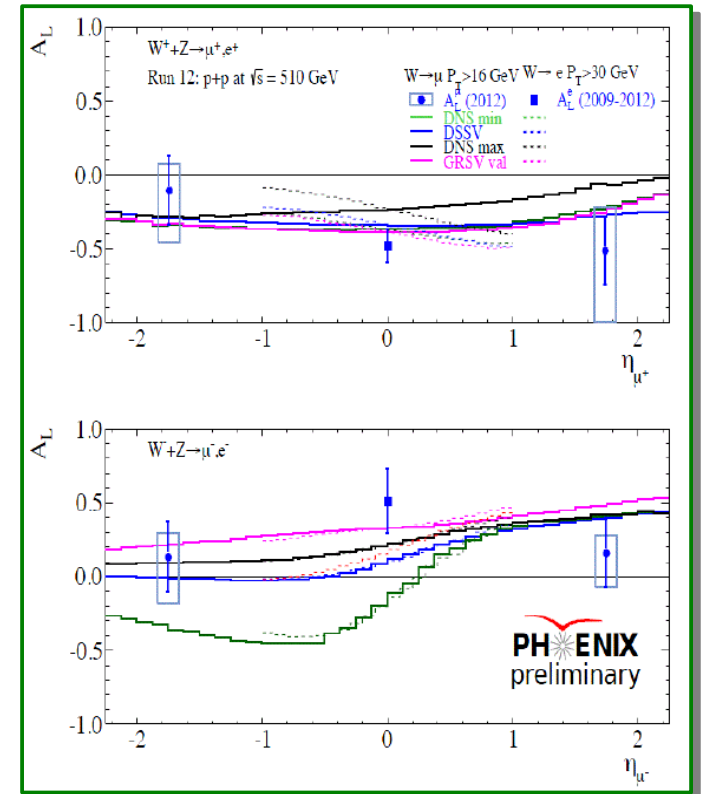 A_L 1.0
W⁺+Z→μ⁺,e⁺
Run 12: p+p at √s = 510 GeV
W→μ P_T>16 GeV W→ e P_T>30 GeV
A_L^μ (2012) A_L^e (2009-2012)
DNS min
DSSV
DNS max
GRSV val
0.5
0.0
-0.5
-1.0
-2 -1 0 1 2
η_μ⁺
A_L 1.0
W⁻+Z→μ⁻,e⁻
0.5
0.0
-0.5
-1.0
PHENIX
preliminary
-2 -1 0 1 2
η_μ⁻